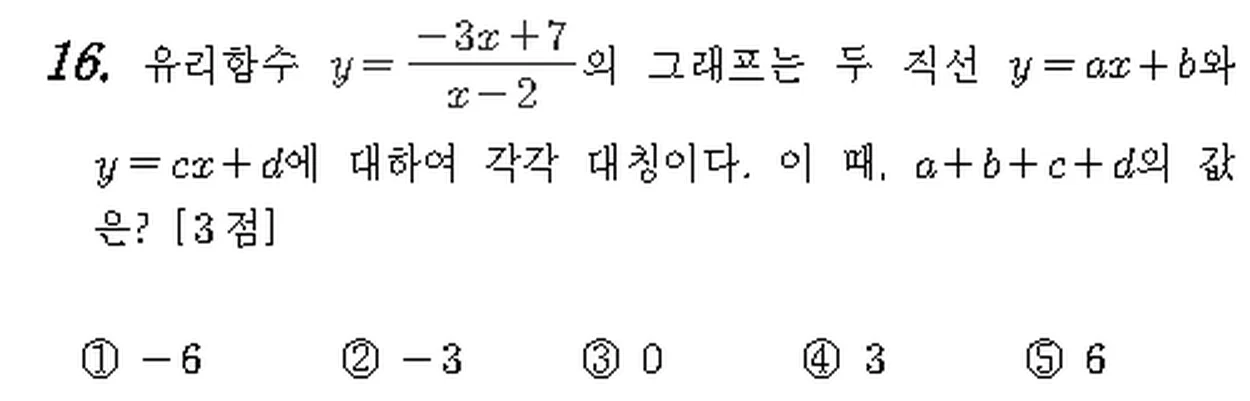 16. 유리함수 y = (-3x+7)/(x-2) 의 그래프는 두 직선 y = ax+b와
y = cx+d에 대하여 각각 대칭이다. 이 때, a+b+c+d의 값
은? [3점]
① -6 ② -3 ③ 0 ④ 3 ⑤ 6